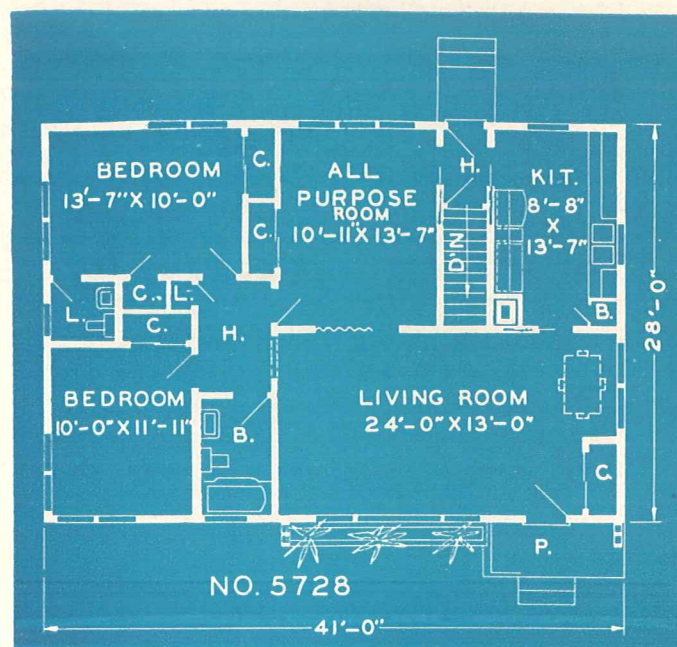 BEDROOM
13'-7" X 10'-0"
C.
C.
ALL
PURPOSE
ROOM
10'-11" X 13'-7"
H.
D'N
KIT.
8'-8"
X
13'-7"
B.
L.
C.
L.
C.
H.
BEDROOM
10'-0" X 11'-11"
B.
LIVING ROOM
24'-0" X 13'-0"
C.
P.
28'-0"
NO. 5728
41'-0"